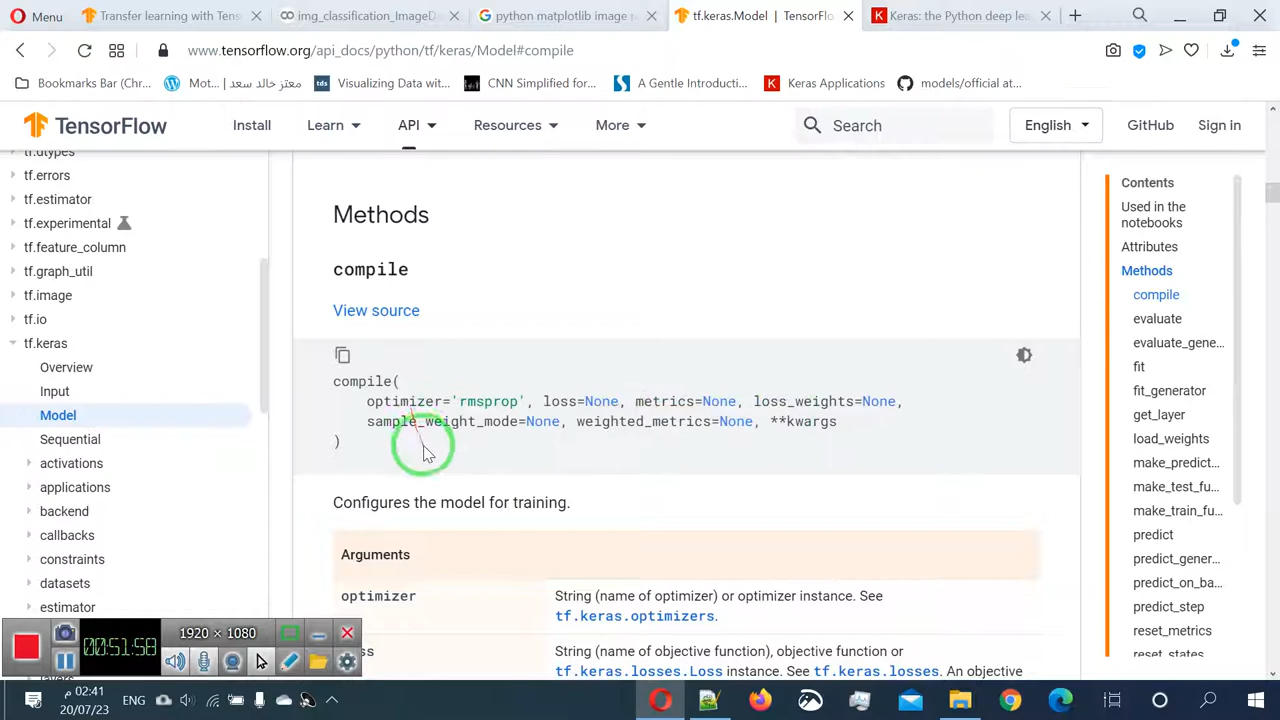 Menu
Transfer learning with Tens
img_classification_ImageDa
python matplotlib image p
tf.keras.Model | TensorFlo
Keras: the Python deep lea
www.tensorflow.org/api_docs/python/tf/keras/Model#compile
Bookmarks Bar (Chr...
Mot... | معتز خالد سعد
Visualizing Data wit...
CNN Simplified for...
A Gentle Introducti...
Keras Applications
models/official at...
TensorFlow
Install
Learn
API
Resources
More
Search
English
GitHub
Sign in
tf.dtypes
tf.errors
tf.estimator
tf.experimental
tf.feature_column
tf.graph_util
tf.image
tf.io
tf.keras
Overview
Input
Model
Sequential
activations
applications
backend
callbacks
constraints
datasets
estimator
Methods
compile
View source
compile(
optimizer='rmsprop', loss=None, metrics=None, loss_weights=None,
sample_weight_mode=None, weighted_metrics=None, **kwargs
)
Configures the model for training.
Arguments
optimizer
String (name of optimizer) or optimizer instance. See
tf.keras.optimizers.
String (name of objective function), objective function or
tf.keras.losses.Loss instance. See tf.keras.losses. An objective
Contents
Used in the
notebooks
Attributes
Methods
compile
evaluate
evaluate_gene...
fit
fit_generator
get_layer
load_weights
make_predict...
make_test_fu...
make_train_fu...
predict
predict_gener...
predict_on_ba...
predict_step
reset_metrics
reset_states
00:51:58
1920 × 1080
02:41 م
20/07/23
ENG